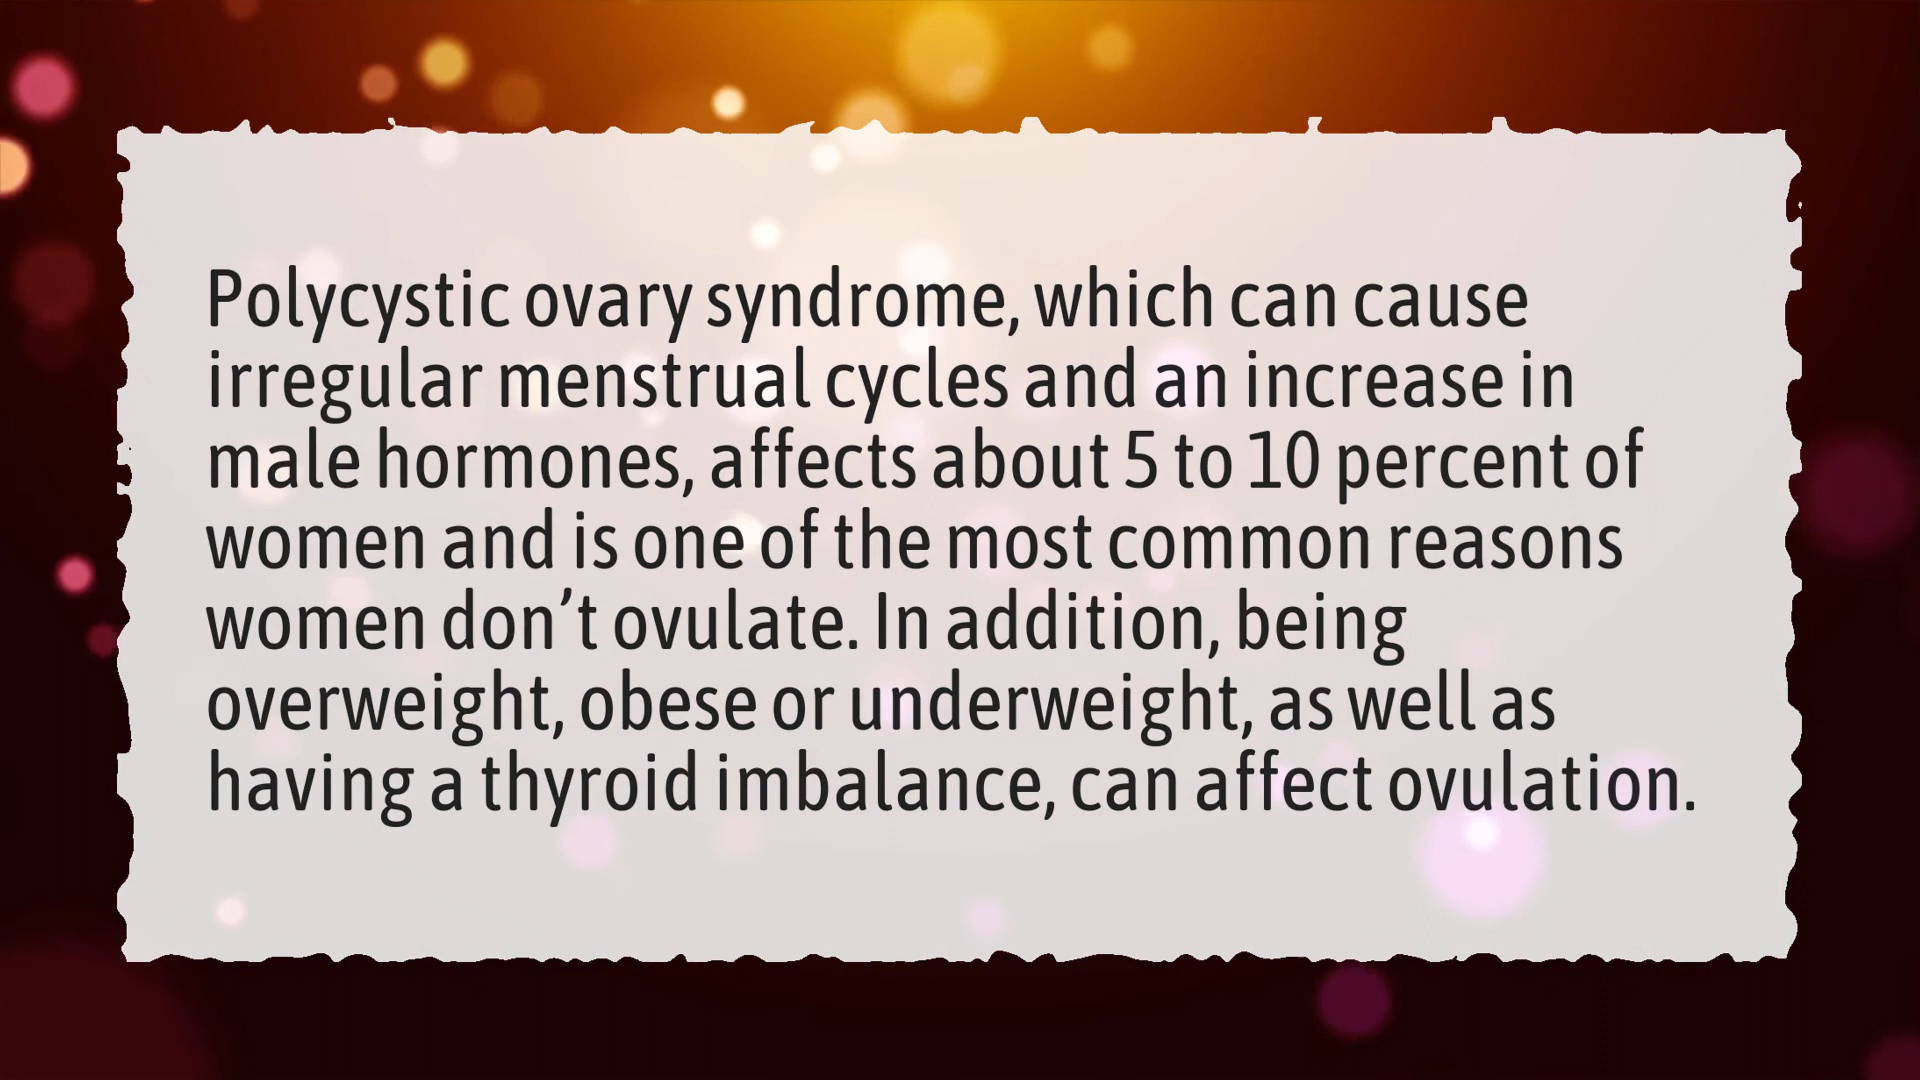 Polycystic ovary syndrome, which can cause
irregular menstrual cycles and an increase in
male hormones, affects about 5 to 10 percent of
women and is one of the most common reasons
women don’t ovulate. In addition, being
overweight, obese or underweight, as well as
having a thyroid imbalance, can affect ovulation.